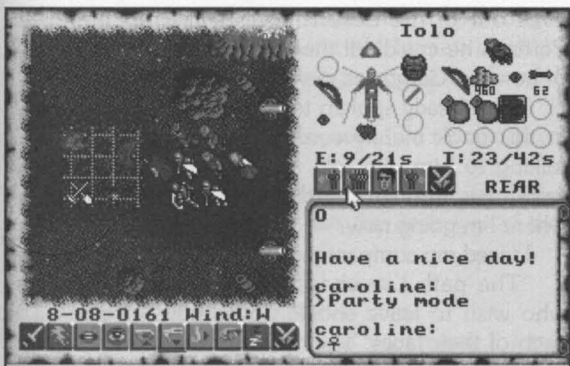 Iolo
460 62
E:9/21s I:23/42s
REAR
O
Have a nice day!
caroline:
>Party mode
caroline:
>♀
8-08-0161 Wind:W